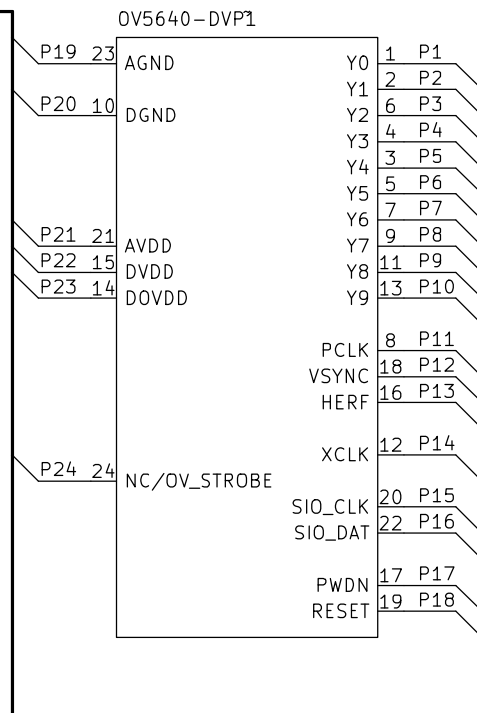 OV5640-DVP1
P19 23 AGND Y0 1 P1
Y1 2 P2
P20 10 DGND Y2 6 P3
Y3 4 P4
Y4 3 P5
Y5 5 P6
Y6 7 P7
P21 21 AVDD Y7 9 P8
P22 15 DVDD Y8 11 P9
P23 14 DOVDD Y9 13 P10
PCLK 8 P11
VSYNC 18 P12
HERF 16 P13
XCLK 12 P14
P24 24 NC/OV_STROBE
SIO_CLK 20 P15
SIO_DAT 22 P16
PWDN 17 P17
RESET 19 P18